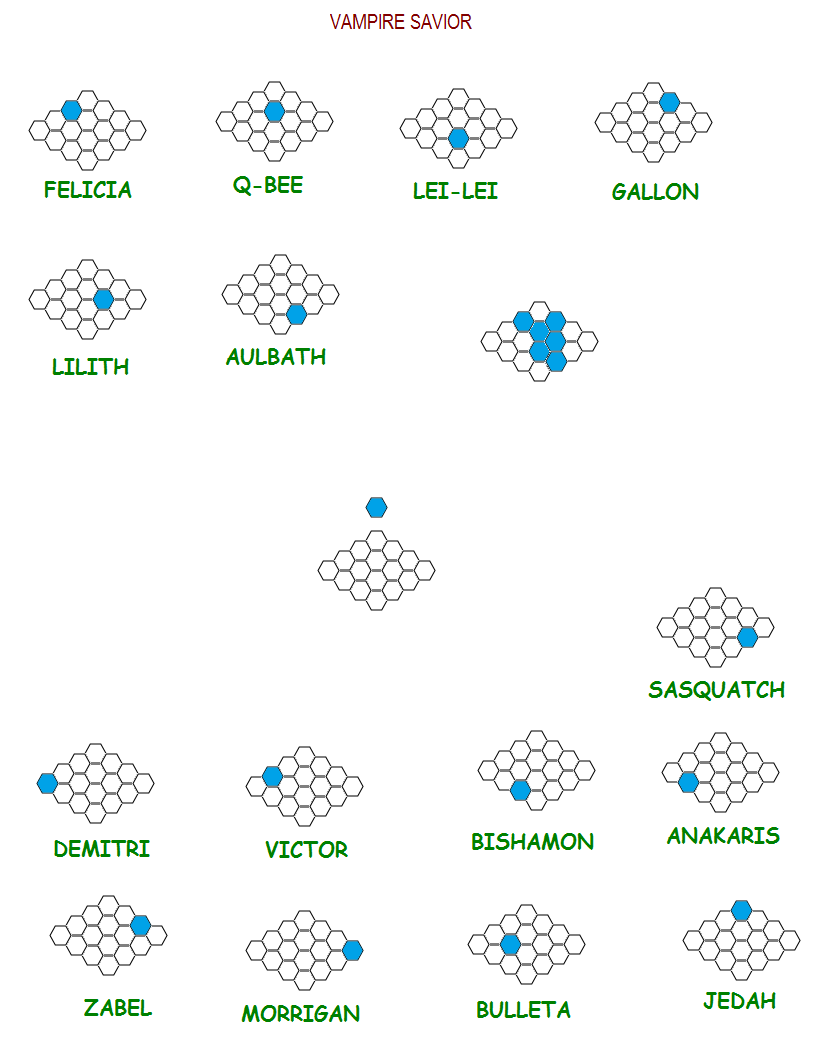 VAMPIRE SAVIOR
FELICIA
Q-BEE
LEI-LEI
GALLON
LILITH
AULBATH
SASQUATCH
DEMITRI
VICTOR
BISHAMON
ANAKARIS
ZABEL
MORRIGAN
BULLETA
JEDAH